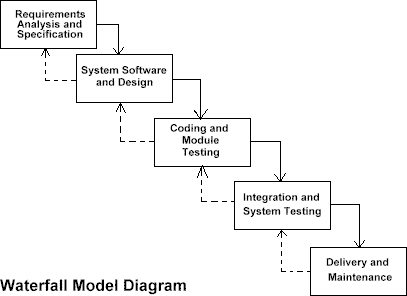 Requirements
Analysis and
Specification
System Software
and Design
Coding and
Module
Testing
Integration and
System Testing
Delivery and
Maintenance
Waterfall Model Diagram